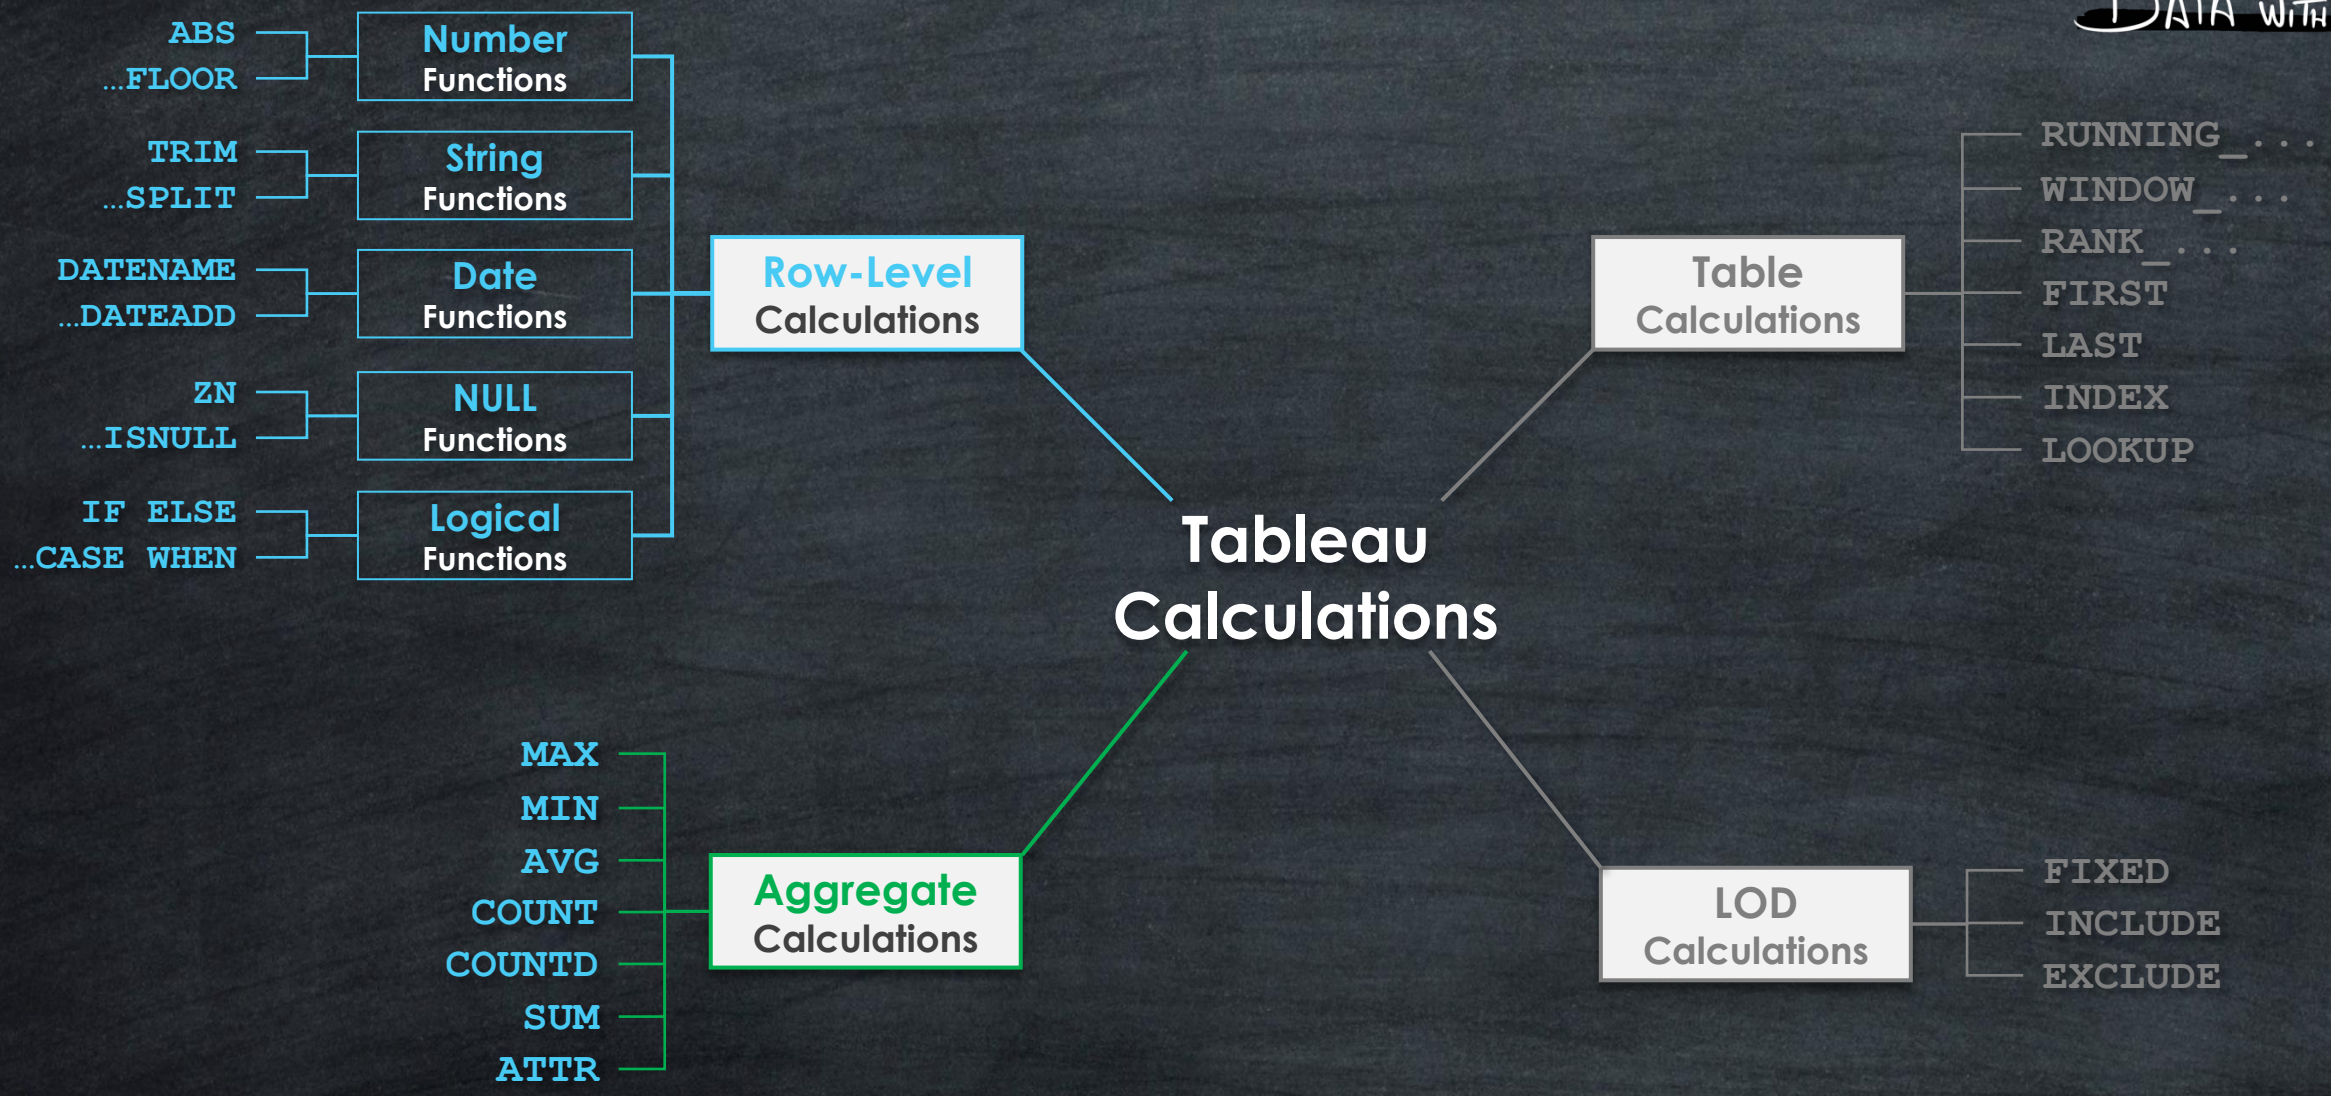 DATA WITH
ABS
...FLOOR
Number
Functions
TRIM
...SPLIT
String
Functions
DATENAME
...DATEADD
Date
Functions
ZN
...ISNULL
NULL
Functions
IF ELSE
...CASE WHEN
Logical
Functions
Row-Level
Calculations
Table
Calculations
RUNNING_...
WINDOW_...
RANK_...
FIRST
LAST
INDEX
LOOKUP
Tableau
Calculations
MAX
MIN
AVG
COUNT
COUNTD
SUM
ATTR
Aggregate
Calculations
LOD
Calculations
FIXED
INCLUDE
EXCLUDE